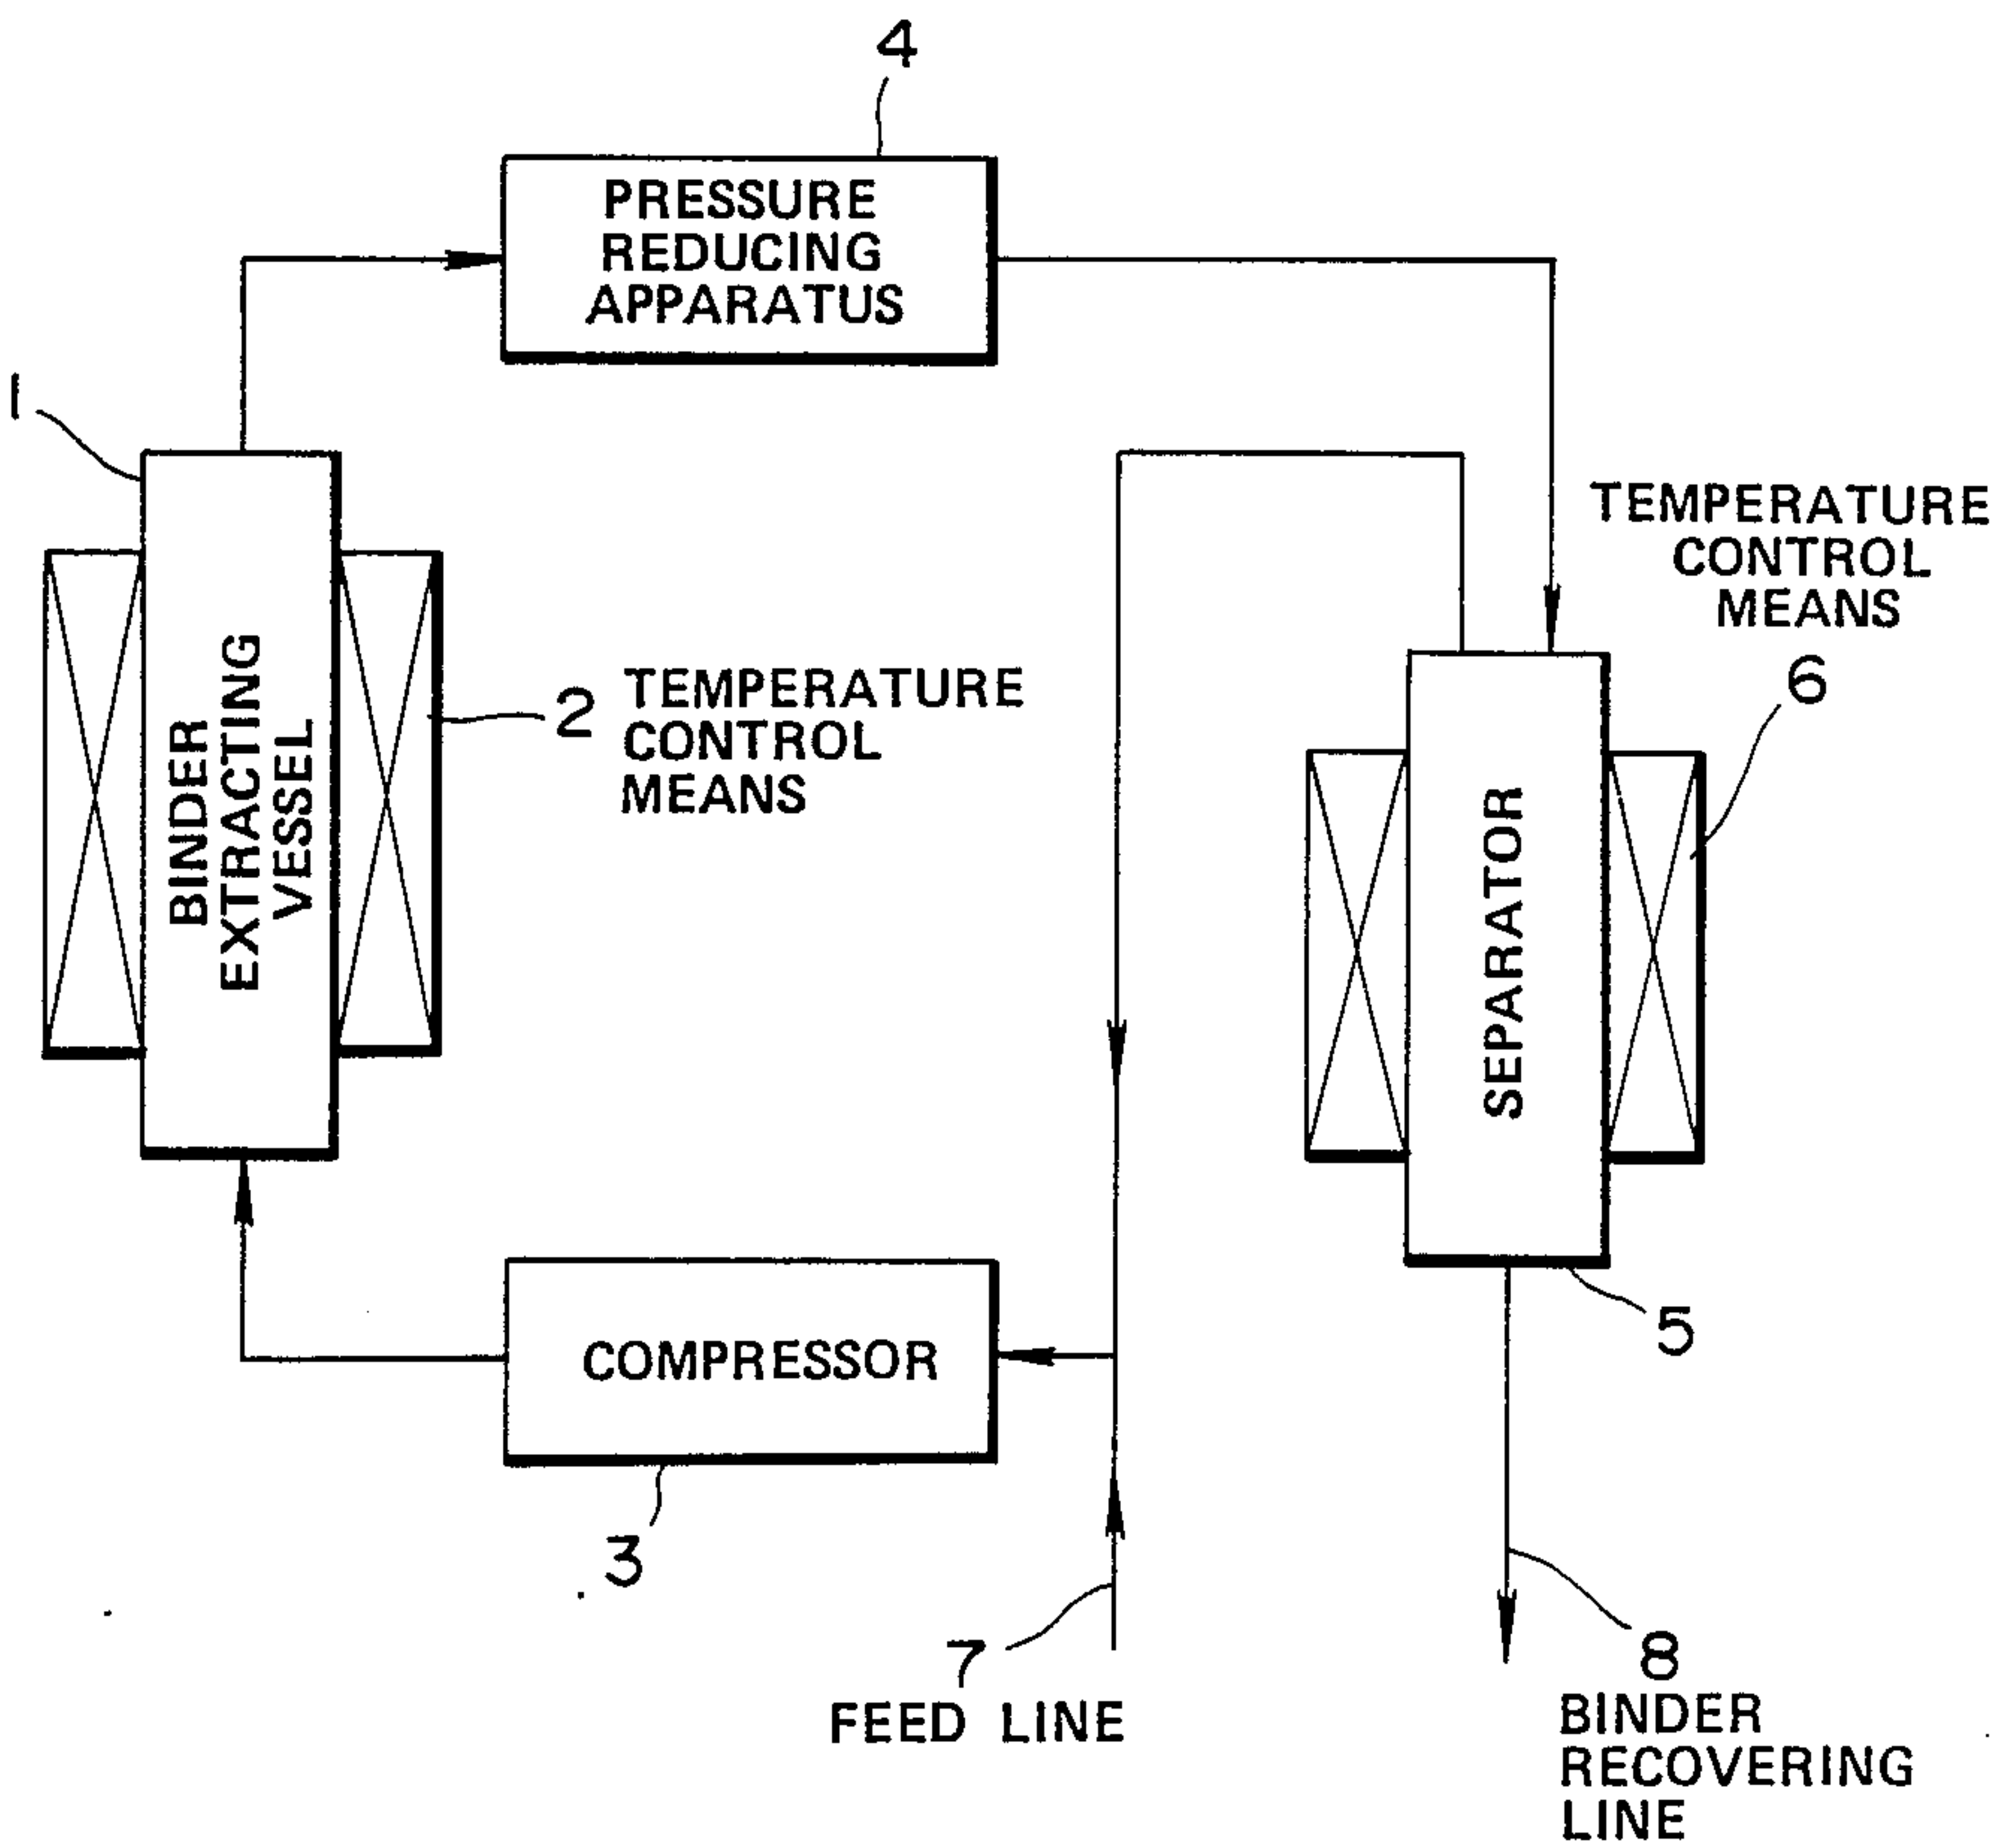 4
PRESSURE
REDUCING
APPARATUS
1
BINDER
EXTRACTING
VESSEL
2
TEMPERATURE
CONTROL
MEANS
TEMPERATURE
CONTROL
MEANS
6
SEPARATOR
5
COMPRESSOR
3
7
FEED LINE
8
BINDER
RECOVERING
LINE